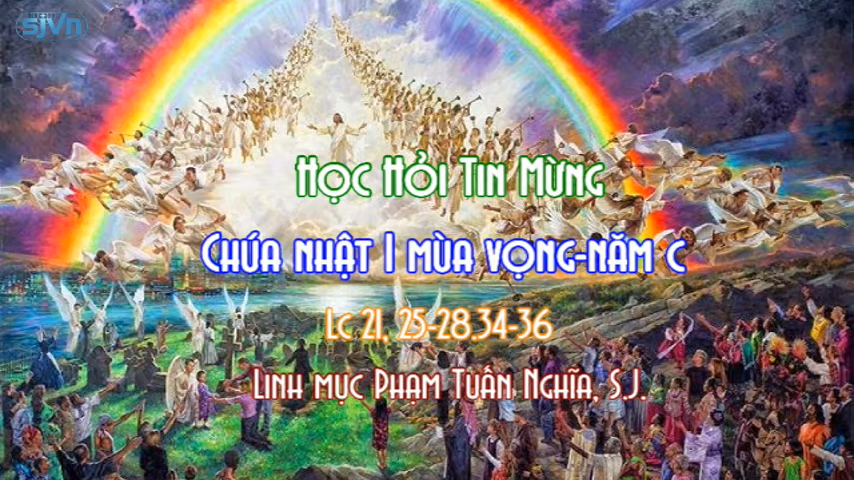 sjvn
Học Hỏi Tin Mừng
Chúa nhật I mùa vọng-năm c
Lc 21, 25-28.34-36
Linh mục Phạm Tuấn Nghĩa, S.J.